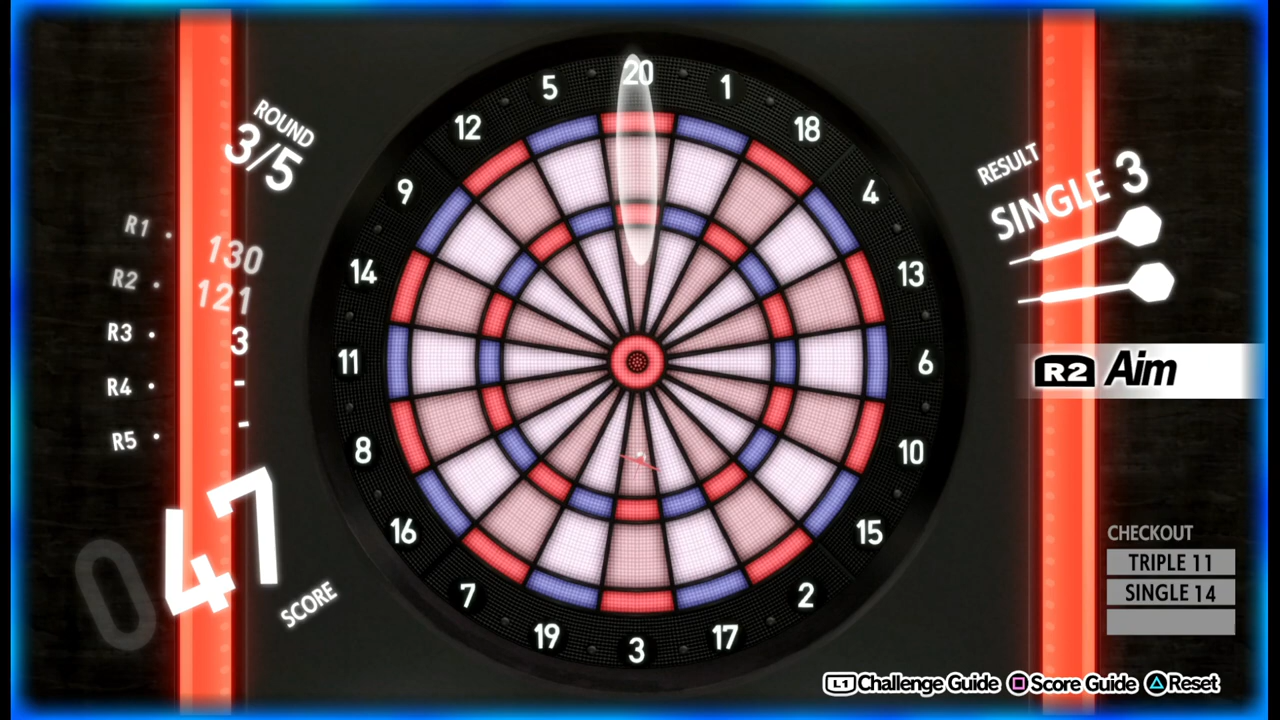 ROUND
3/5
R1 130
R2 121
R3 3
R4 -
R5 -
047
SCORE
20
1
18
4
13
6
10
15
2
17
3
19
7
16
8
11
14
9
12
5
RESULT
SINGLE 3
R2 Aim
CHECKOUT
TRIPLE 11
SINGLE 14
L1 Challenge Guide Score Guide Reset